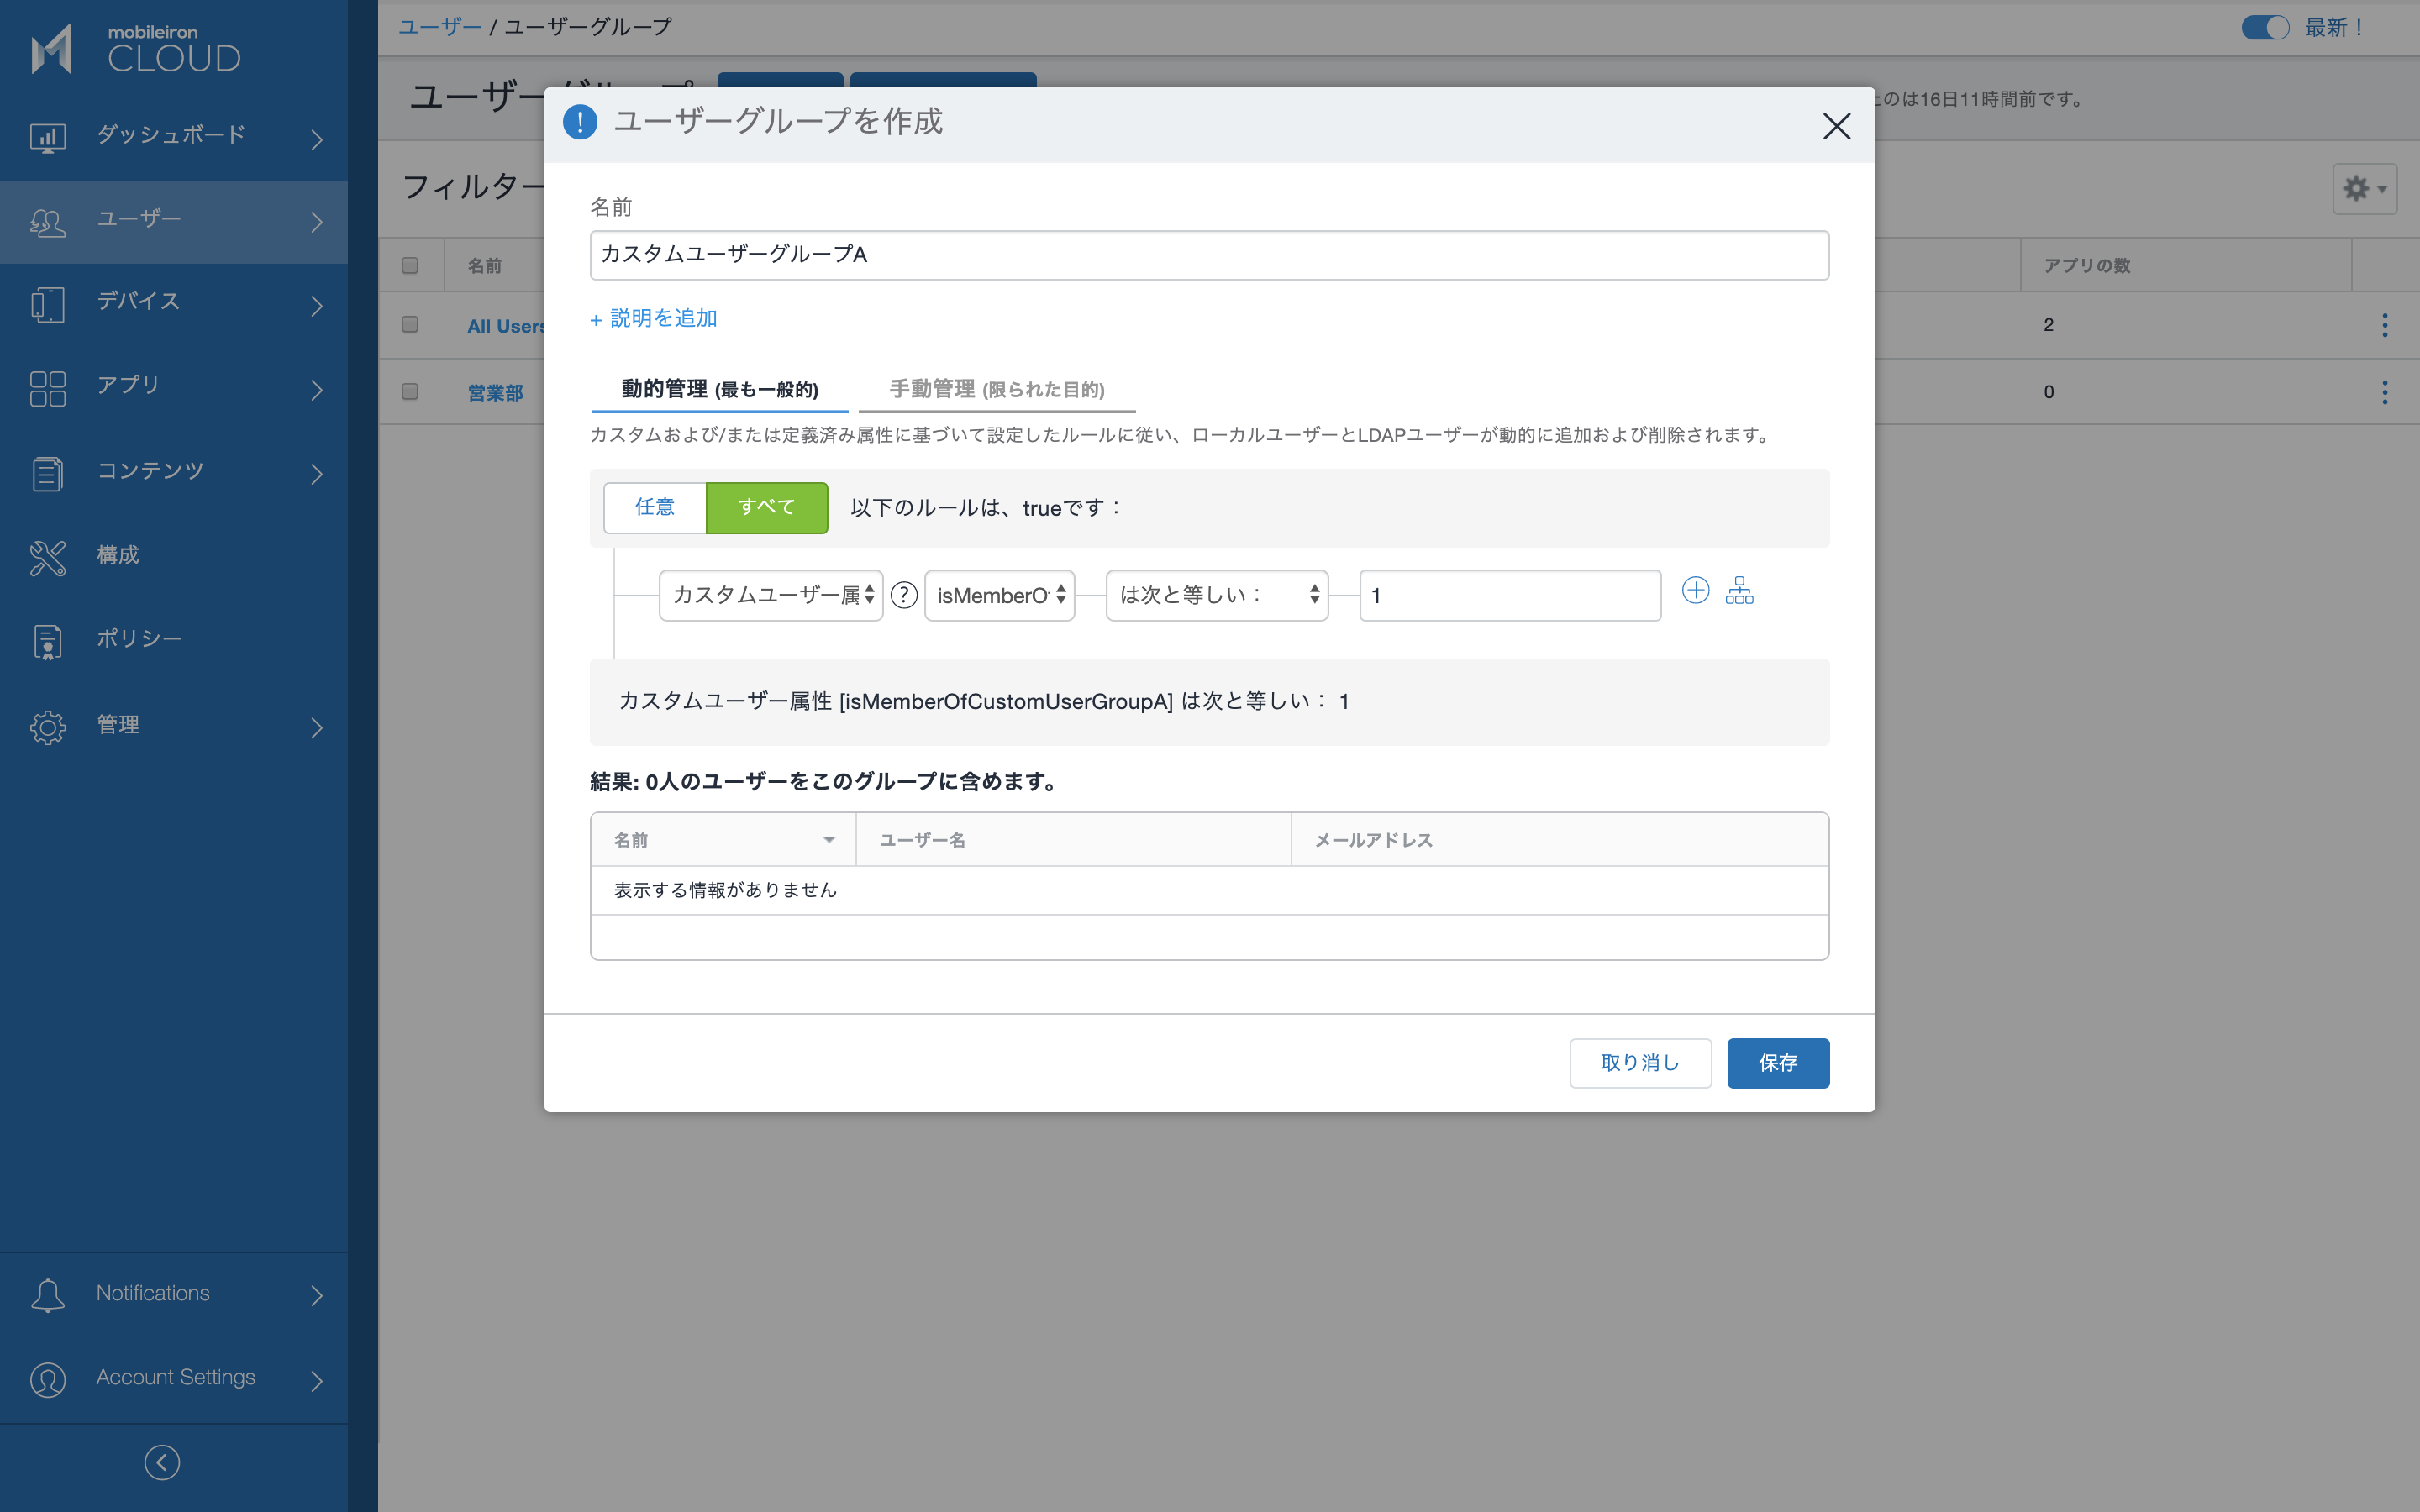 mobileiron
CLOUD
ダッシュボード
ユーザー
デバイス
アプリ
コンテンツ
構成
ポリシー
管理
Notifications
Account Settings
ユーザー / ユーザーグループ
最新！
のは16日11時間前です。
フィルター
名前
アプリの数
All Users
2
営業部
0
ユーザーグループを作成
名前
カスタムユーザーグループA
+ 説明を追加
動的管理 (最も一般的)
手動管理 (限られた目的)
カスタムおよび/または定義済み属性に基づいて設定したルールに従い、ローカルユーザーとLDAPユーザーが動的に追加および削除されます。
任意
すべて
以下のルールは、trueです：
カスタムユーザー属
?
isMemberO
は次と等しい：
1
カスタムユーザー属性 [isMemberOfCustomUserGroupA] は次と等しい： 1
結果: 0人のユーザーをこのグループに含めます。
名前
ユーザー名
メールアドレス
表示する情報がありません
取り消し
保存